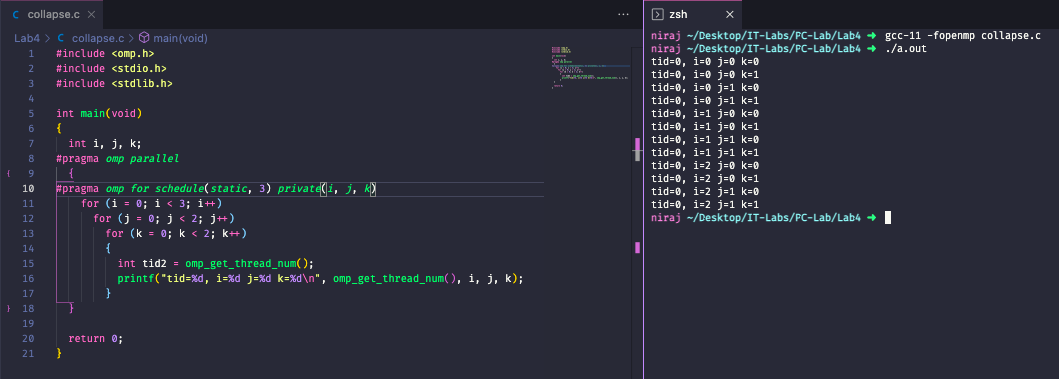 C collapse.c ×
···
Lab4 > C collapse.c > main(void)
1 #include <omp.h>
2 #include <stdio.h>
3 #include <stdlib.h>
4
5 int main(void)
6 {
7 int i, j, k;
8 #pragma omp parallel
9 {
10 #pragma omp for schedule(static, 3) private(i, j, k)
11 for (i = 0; i < 3; i++)
12 for (j = 0; j < 2; j++)
13 for (k = 0; k < 2; k++)
14 {
15 int tid2 = omp_get_thread_num();
16 printf("tid=%d, i=%d j=%d k=%d\n", omp_get_thread_num(), i, j, k);
17 }
18 }
19
20 return 0;
21 }
zsh ×
niraj ~/Desktop/IT-Labs/PC-Lab/Lab4 ➜ gcc-11 -fopenmp collapse.c
niraj ~/Desktop/IT-Labs/PC-Lab/Lab4 ➜ ./a.out
tid=0, i=0 j=0 k=0
tid=0, i=0 j=0 k=1
tid=0, i=0 j=1 k=0
tid=0, i=0 j=1 k=1
tid=0, i=1 j=0 k=0
tid=0, i=1 j=0 k=1
tid=0, i=1 j=1 k=0
tid=0, i=1 j=1 k=1
tid=0, i=2 j=0 k=0
tid=0, i=2 j=0 k=1
tid=0, i=2 j=1 k=0
tid=0, i=2 j=1 k=1
niraj ~/Desktop/IT-Labs/PC-Lab/Lab4 ➜